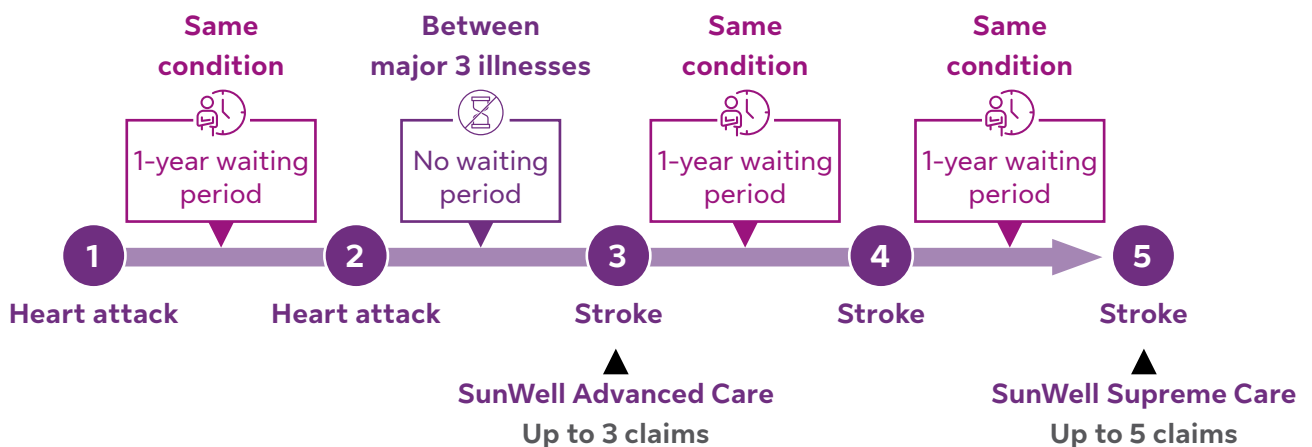 Same
condition
Between
major 3 illnesses
Same
condition
Same
condition
1-year waiting
period
No waiting
period
1-year waiting
period
1-year waiting
period
1
2
3
4
5
Heart attack
Heart attack
Stroke
Stroke
Stroke
SunWell Advanced Care
Up to 3 claims
SunWell Supreme Care
Up to 5 claims